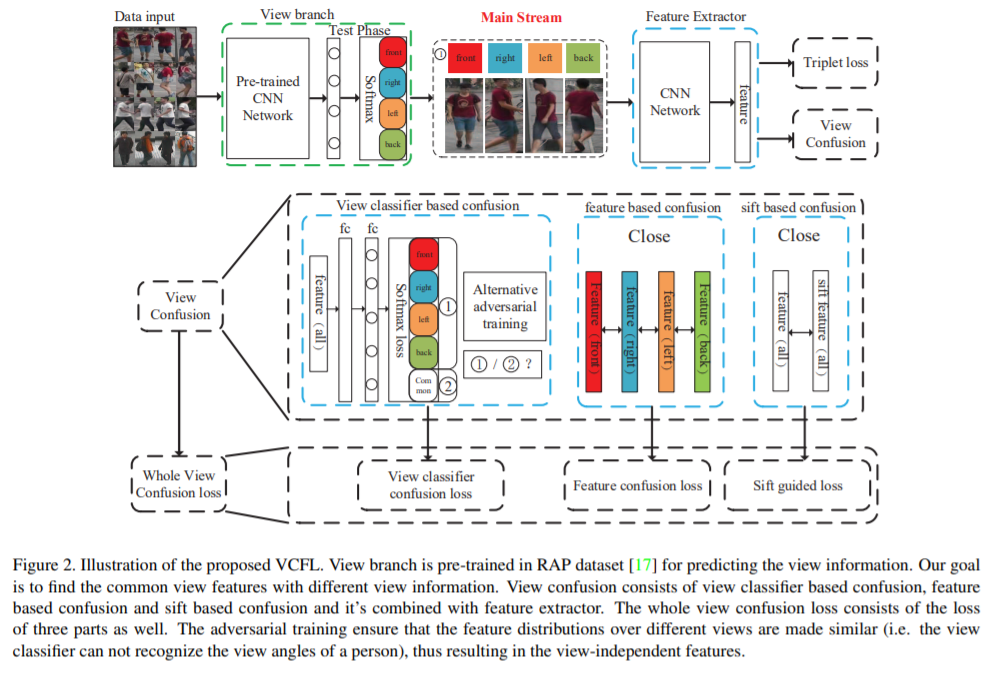 Data input
View branch
Test Phase
Main Stream
Feature Extractor
Pre-trained
CNN
Network
Softmax
front
right
left
back
①
front
right
left
back
CNN
Network
feature
Triplet loss
View
Confusion
View classifier based confusion
feature based confusion
sift based confusion
fc
fc
feature (all)
Softmax loss
front
right
left
back
Com
mon
①
②
Alternative
adversarial
training
① / ② ?
Close
Feature (front)
feature (right)
feature (left)
Feature (back)
Close
feature (all)
sift feature (all)
View
Confusion
Whole View
Confusion loss
View classifier
confusion loss
Feature confusion loss
Sift guided loss
Figure 2. Illustration of the proposed VCFL. View branch is pre-trained in RAP dataset [17] for predicting the view information. Our goal
is to find the common view features with different view information. View confusion consists of view classifier based confusion, feature
based confusion and sift based confusion and it's combined with feature extractor. The whole view confusion loss consists of the loss
of three parts as well. The adversarial training ensure that the feature distributions over different views are made similar (i.e. the view
classifier can not recognize the view angles of a person), thus resulting in the view-independent features.